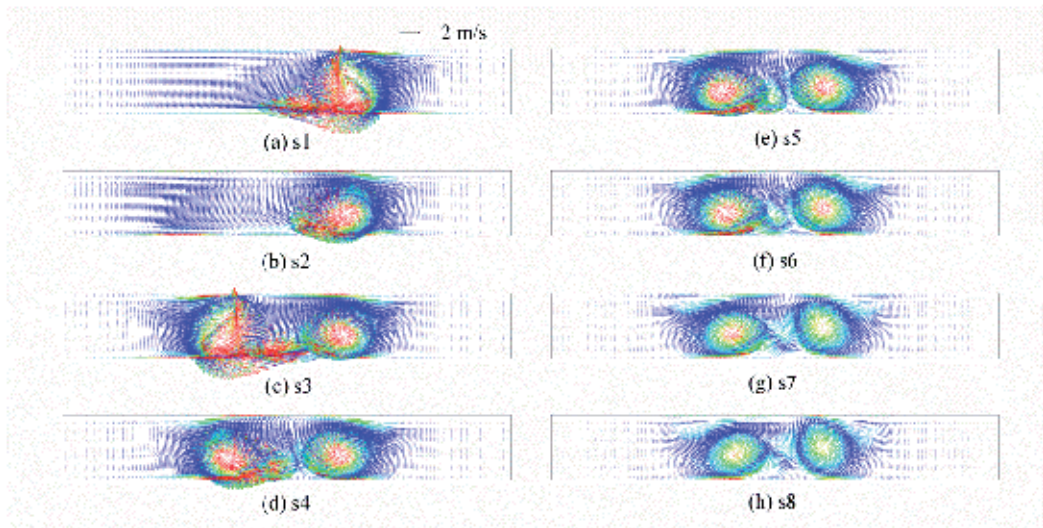 2 m/s
(a) s1
(b) s2
(c) s3
(d) s4
(e) s5
(f) s6
(g) s7
(h) s8